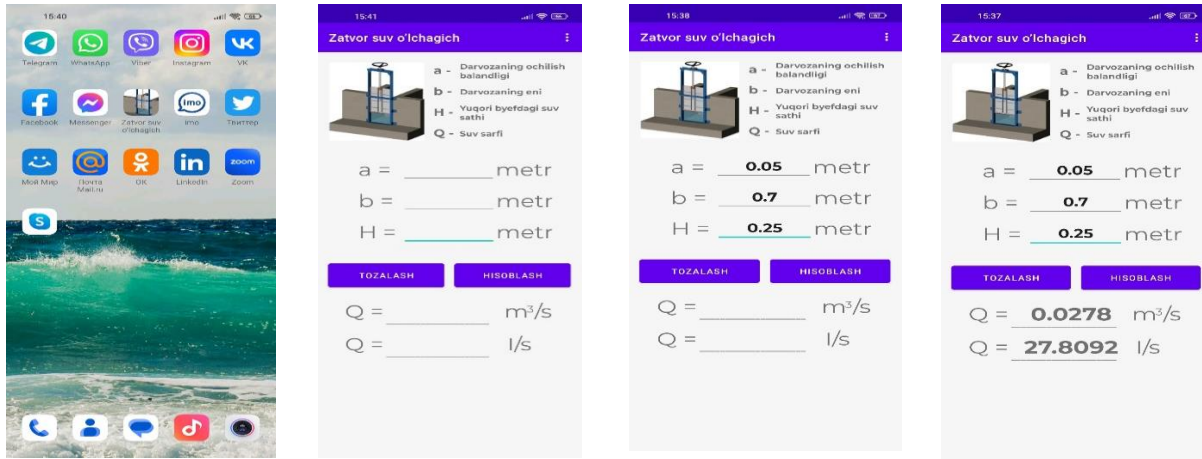 15:40
Telegram WhatsApp Viber Instagram VK
Facebook Messenger Zatvor suv o'lchagich imo Твиттер
Мой Мир Почта Mail.ru OK LinkedIn Zoom
zoom
15:41
Zatvor suv o'lchagich
a - Darvozaning ochilish
balandligi
b - Darvozaning eni
H - Yuqori byefdagi suv
sathi
Q - Suv sarfi
a = metr
b = metr
H = metr
TOZALASH HISOBLASH
Q = m³/s
Q = l/s
15:38
Zatvor suv o'lchagich
a - Darvozaning ochilish
balandligi
b - Darvozaning eni
H - Yuqori byefdagi suv
sathi
Q - Suv sarfi
a = 0.05 metr
b = 0.7 metr
H = 0.25 metr
TOZALASH HISOBLASH
Q = m³/s
Q = l/s
15:37
Zatvor suv o'lchagich
a - Darvozaning ochilish
balandligi
b - Darvozaning eni
H - Yuqori byefdagi suv
sathi
Q - Suv sarfi
a = 0.05 metr
b = 0.7 metr
H = 0.25 metr
TOZALASH HISOBLASH
Q = 0.0278 m³/s
Q = 27.8092 l/s